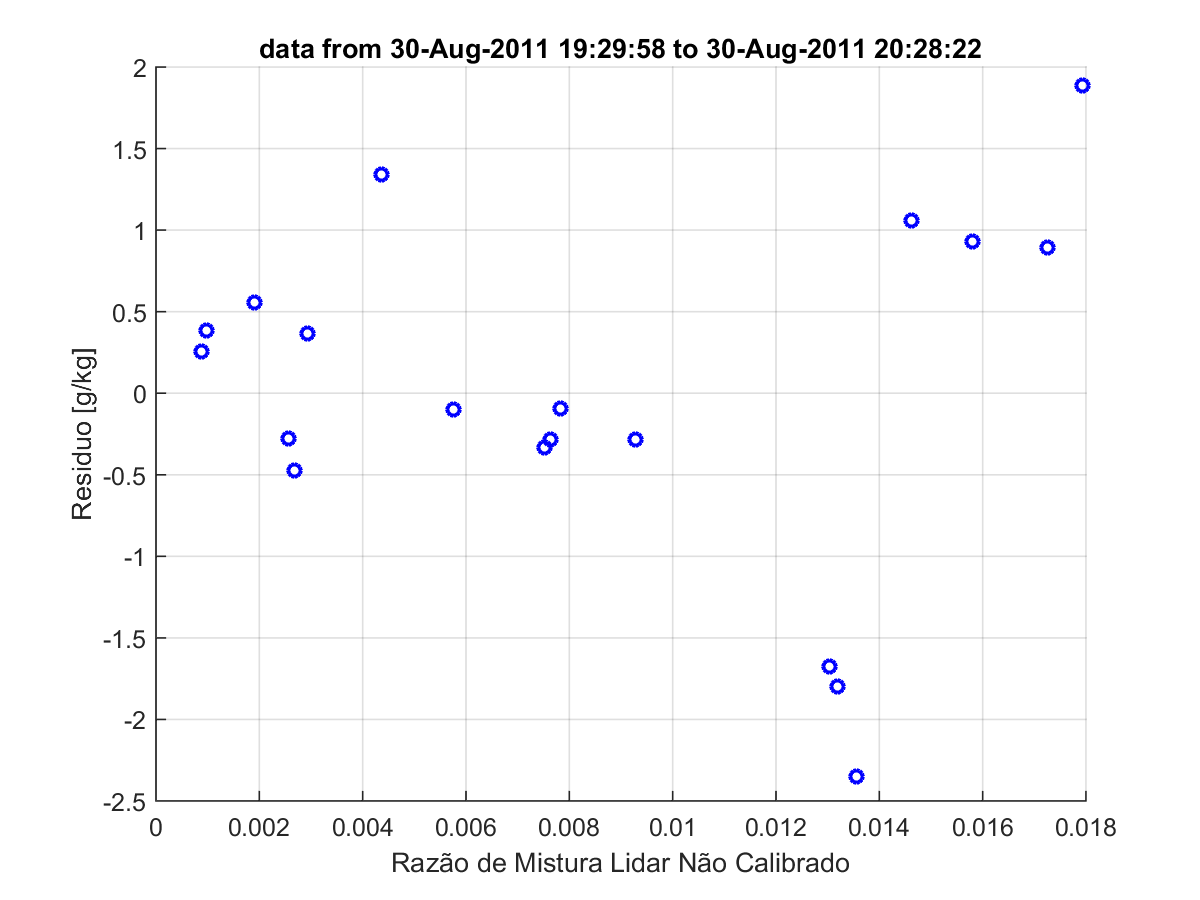 data from 30-Aug-2011 19:29:58 to 30-Aug-2011 20:28:22
2
1.5
1
0.5
0
-0.5
-1
-1.5
-2
-2.5
Residuo [g/kg]
0 0.002 0.004 0.006 0.008 0.01 0.012 0.014 0.016 0.018
Razão de Mistura Lidar Não Calibrado